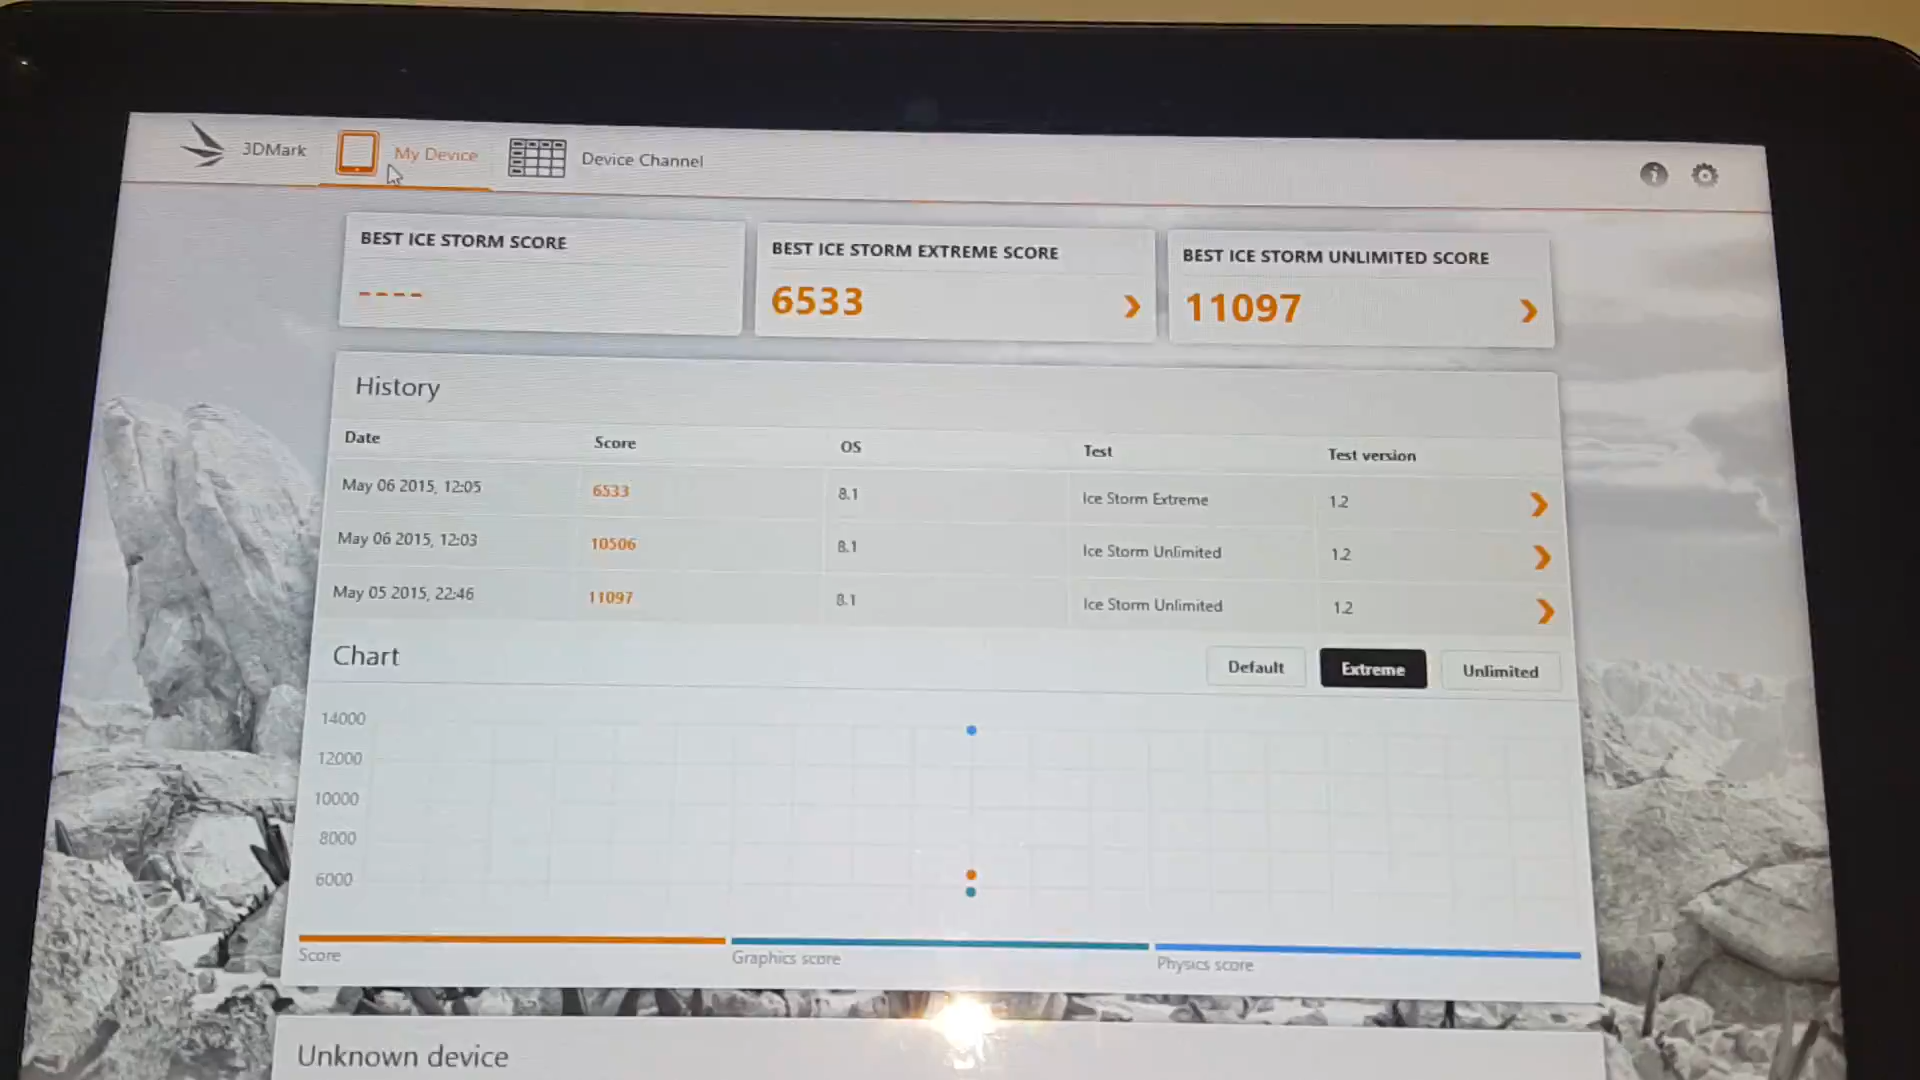 3DMark My Device Device Channel
BEST ICE STORM SCORE
----
BEST ICE STORM EXTREME SCORE
6533
BEST ICE STORM UNLIMITED SCORE
11097
History
Date Score OS Test Test version
May 06 2015, 12:05 6533 8.1 Ice Storm Extreme 1.2
May 06 2015, 12:03 10506 8.1 Ice Storm Unlimited 1.2
May 05 2015, 22:46 11097 8.1 Ice Storm Unlimited 1.2
Chart Default Extreme Unlimited
14000
12000
10000
8000
6000
Score Graphics score Physics score
Unknown device